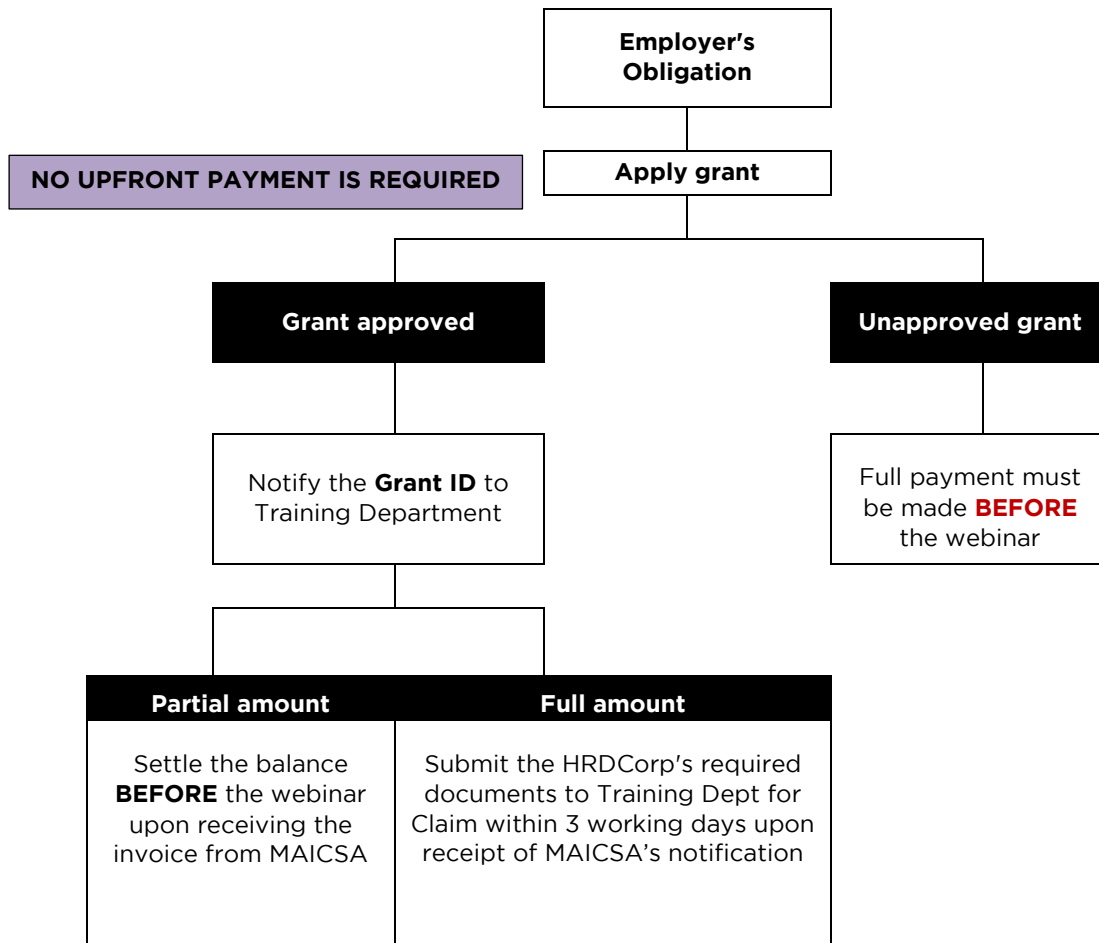 Employer's
Obligation
NO UPFRONT PAYMENT IS REQUIRED
Apply grant
Grant approved
Unapproved grant
Notify the Grant ID to
Training Department
Full payment must
be made BEFORE
the webinar
Partial amount
Full amount
Settle the balance
BEFORE the webinar
upon receiving the
invoice from MAICSA
Submit the HRDCorp's required
documents to Training Dept for
Claim within 3 working days upon
receipt of MAICSA’s notification